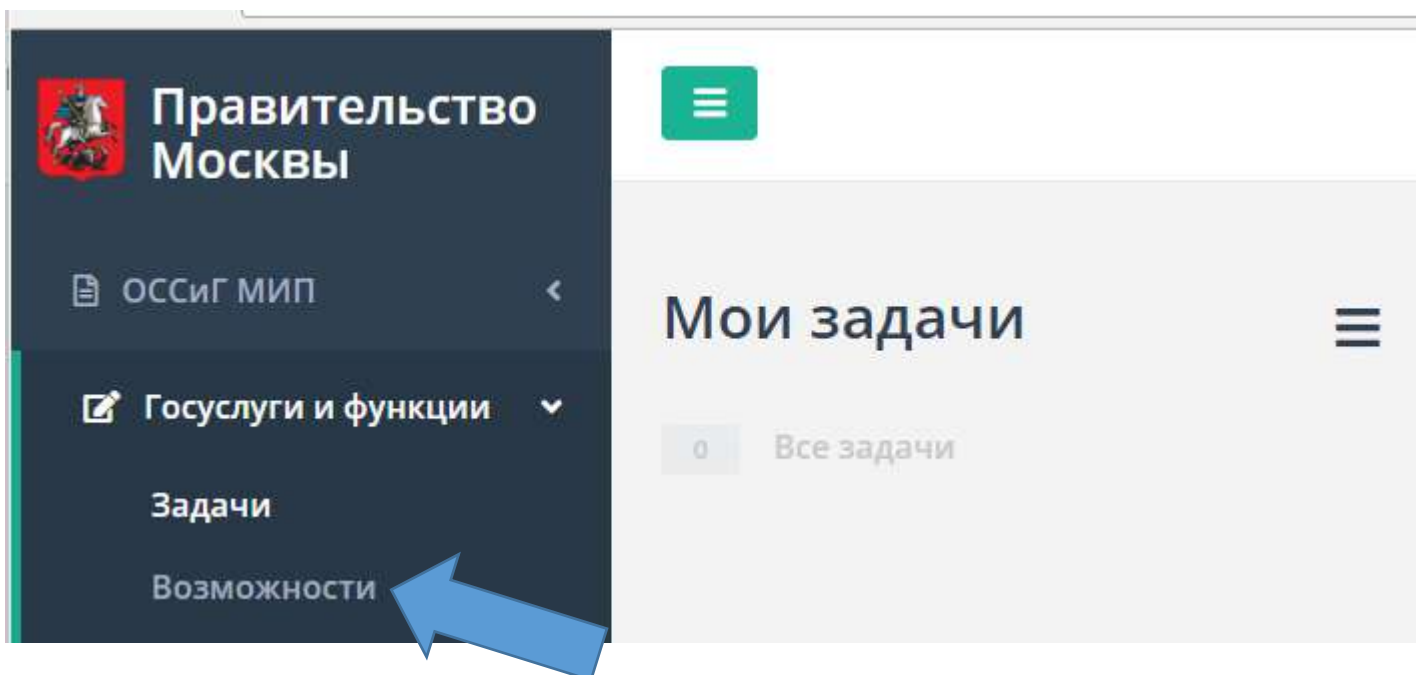 Правительство
Москвы
ОССиГ МИП
Госуслуги и функции
Задачи
Возможности
Мои задачи
0 Все задачи